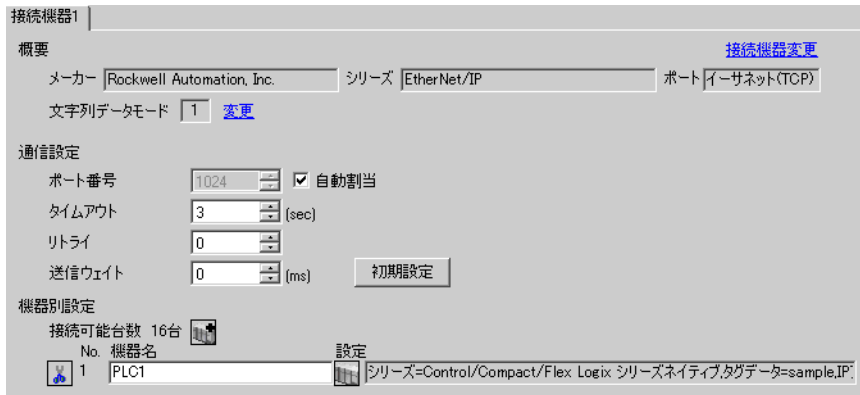 接続機器1
概要 接続機器変更
メーカー Rockwell Automation, Inc. シリーズ EtherNet/IP ポート イーサネット(TCP)
文字列データモード 1 変更
通信設定
ポート番号 1024 自動割当
タイムアウト 3 (sec)
リトライ 0
送信ウェイト 0 (ms) 初期設定
機器別設定
接続可能台数 16台
No. 機器名 設定
1 PLC1 シリーズ=Control/Compact/Flex Logix シリーズネイティブ,タグデータ=sample,IP